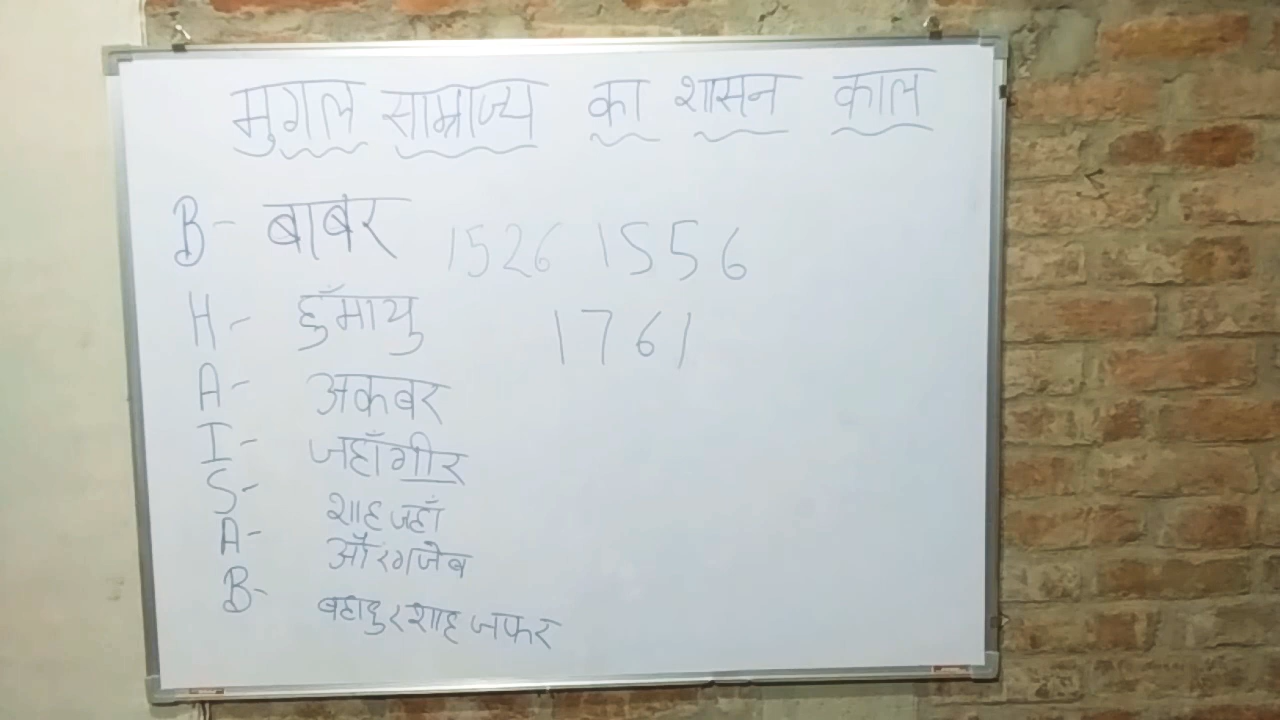 मुगल साम्राज्य का शासन काल
B- बाबर 1526 1556
H- हुँमायु 1761
A- अकबर
I- जहाँगीर
S- शाहजहाँ
A- औरंगजेब
B- बहादुरशाह जफर